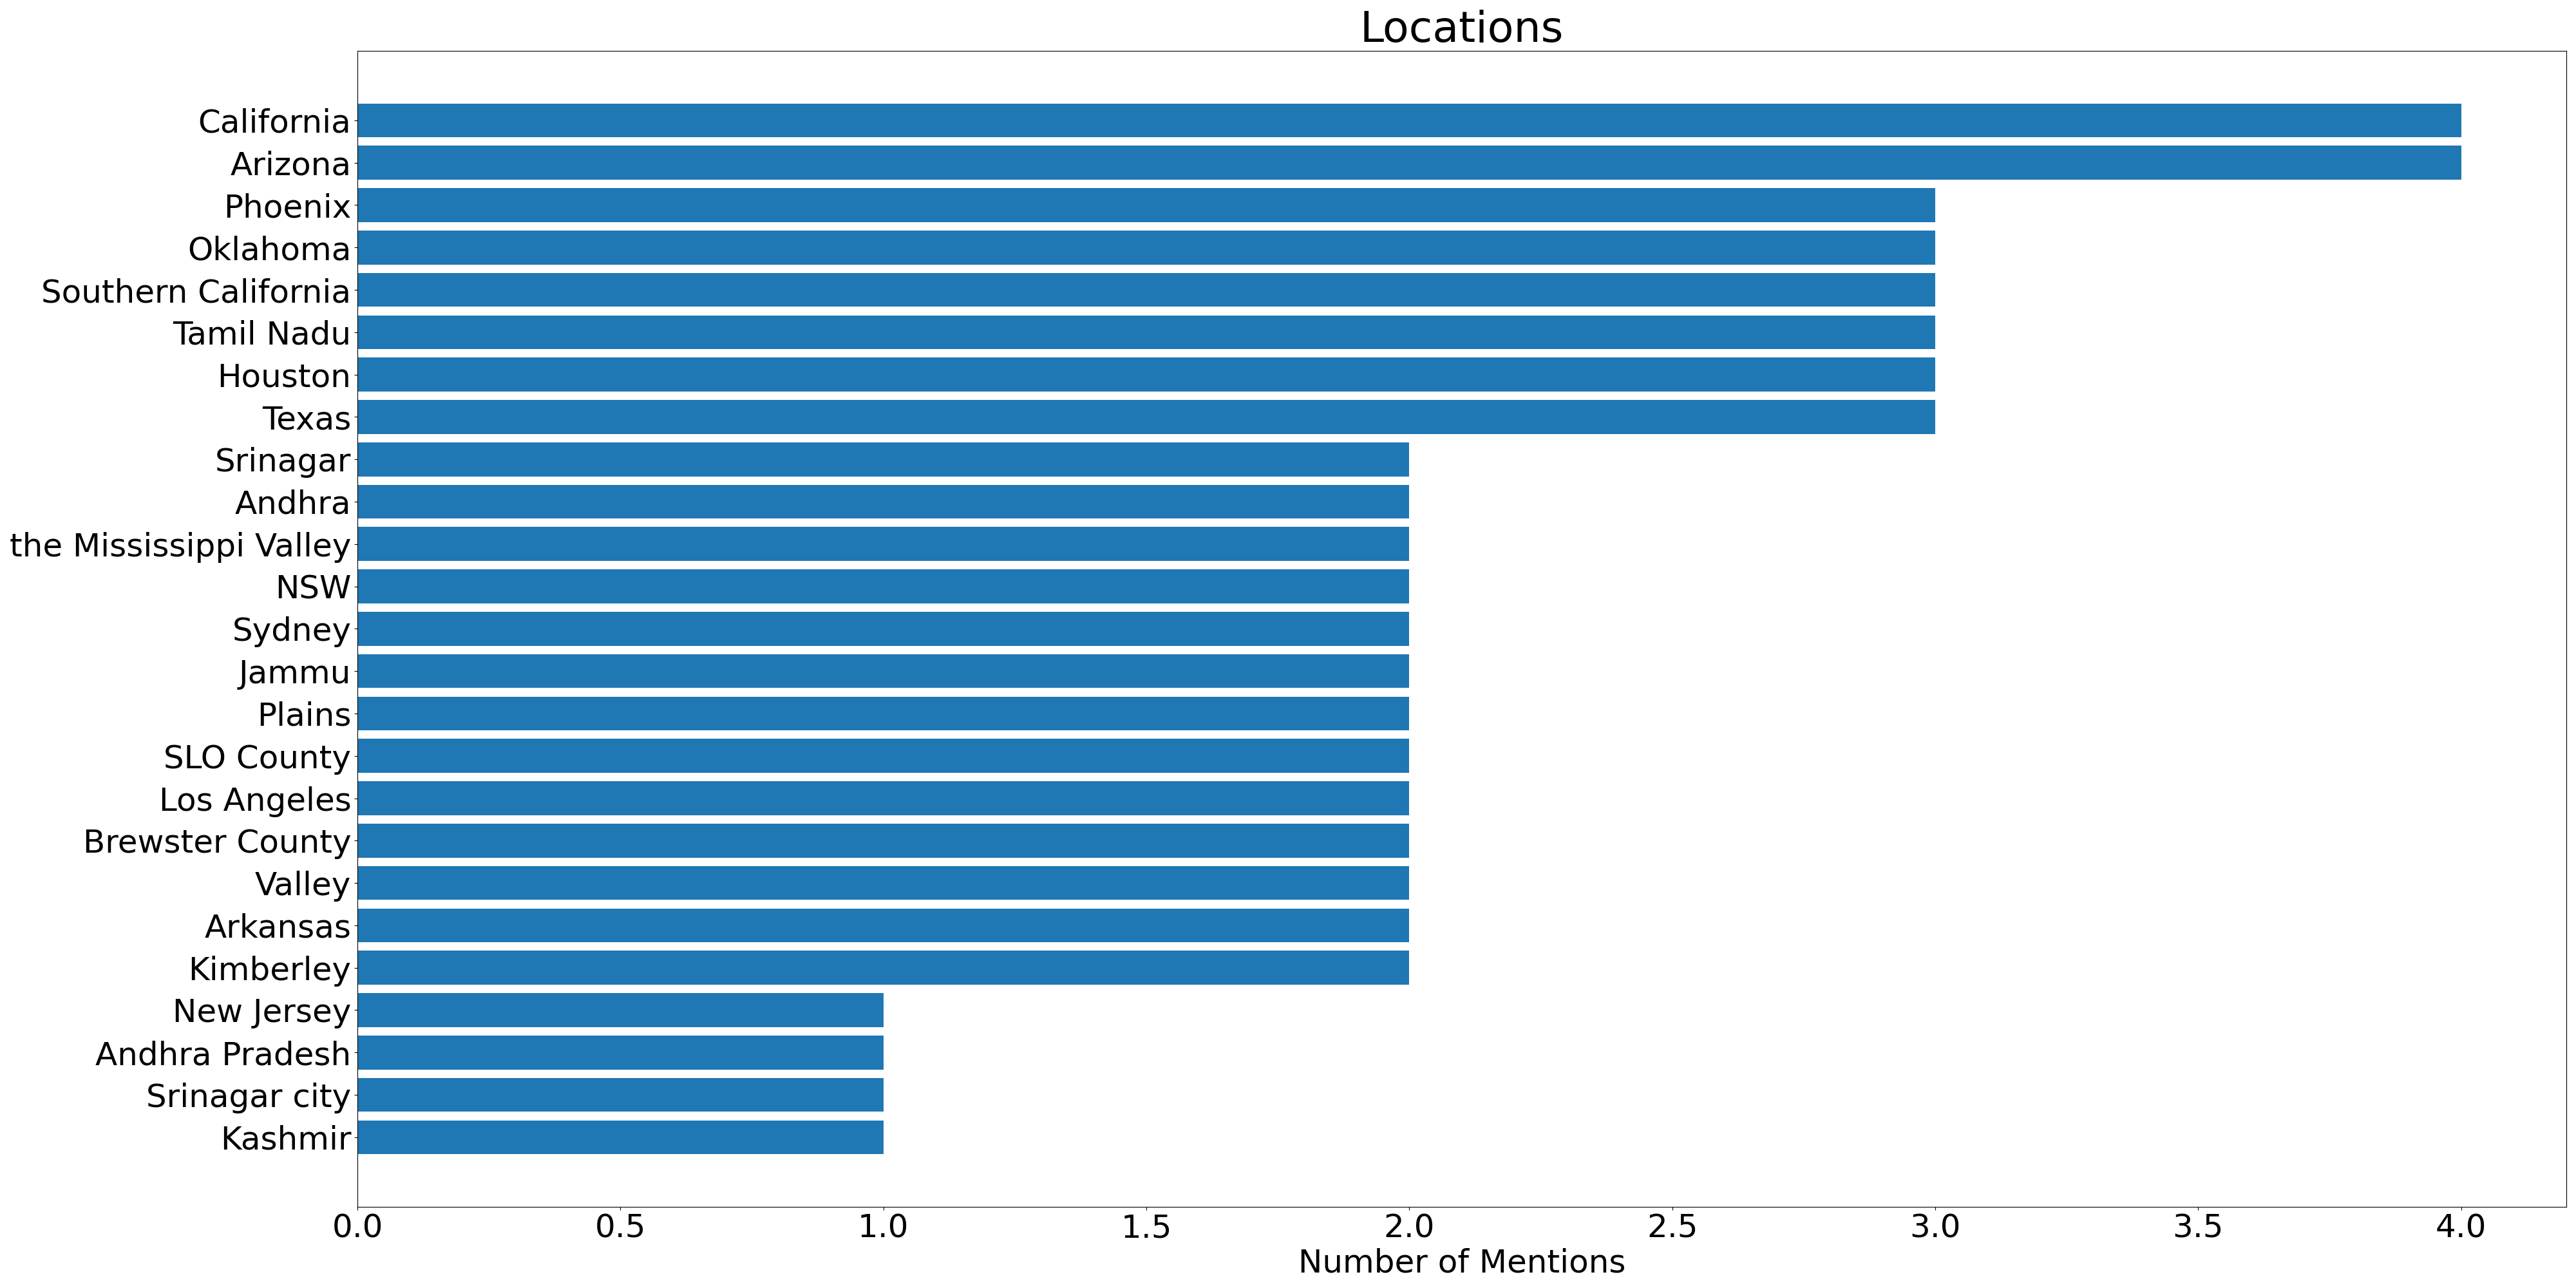 Locations
California
Arizona
Phoenix
Oklahoma
Southern California
Tamil Nadu
Houston
Texas
Srinagar
Andhra
the Mississippi Valley
NSW
Sydney
Jammu
Plains
SLO County
Los Angeles
Brewster County
Valley
Arkansas
Kimberley
New Jersey
Andhra Pradesh
Srinagar city
Kashmir
0.0 0.5 1.0 1.5 2.0 2.5 3.0 3.5 4.0
Number of Mentions